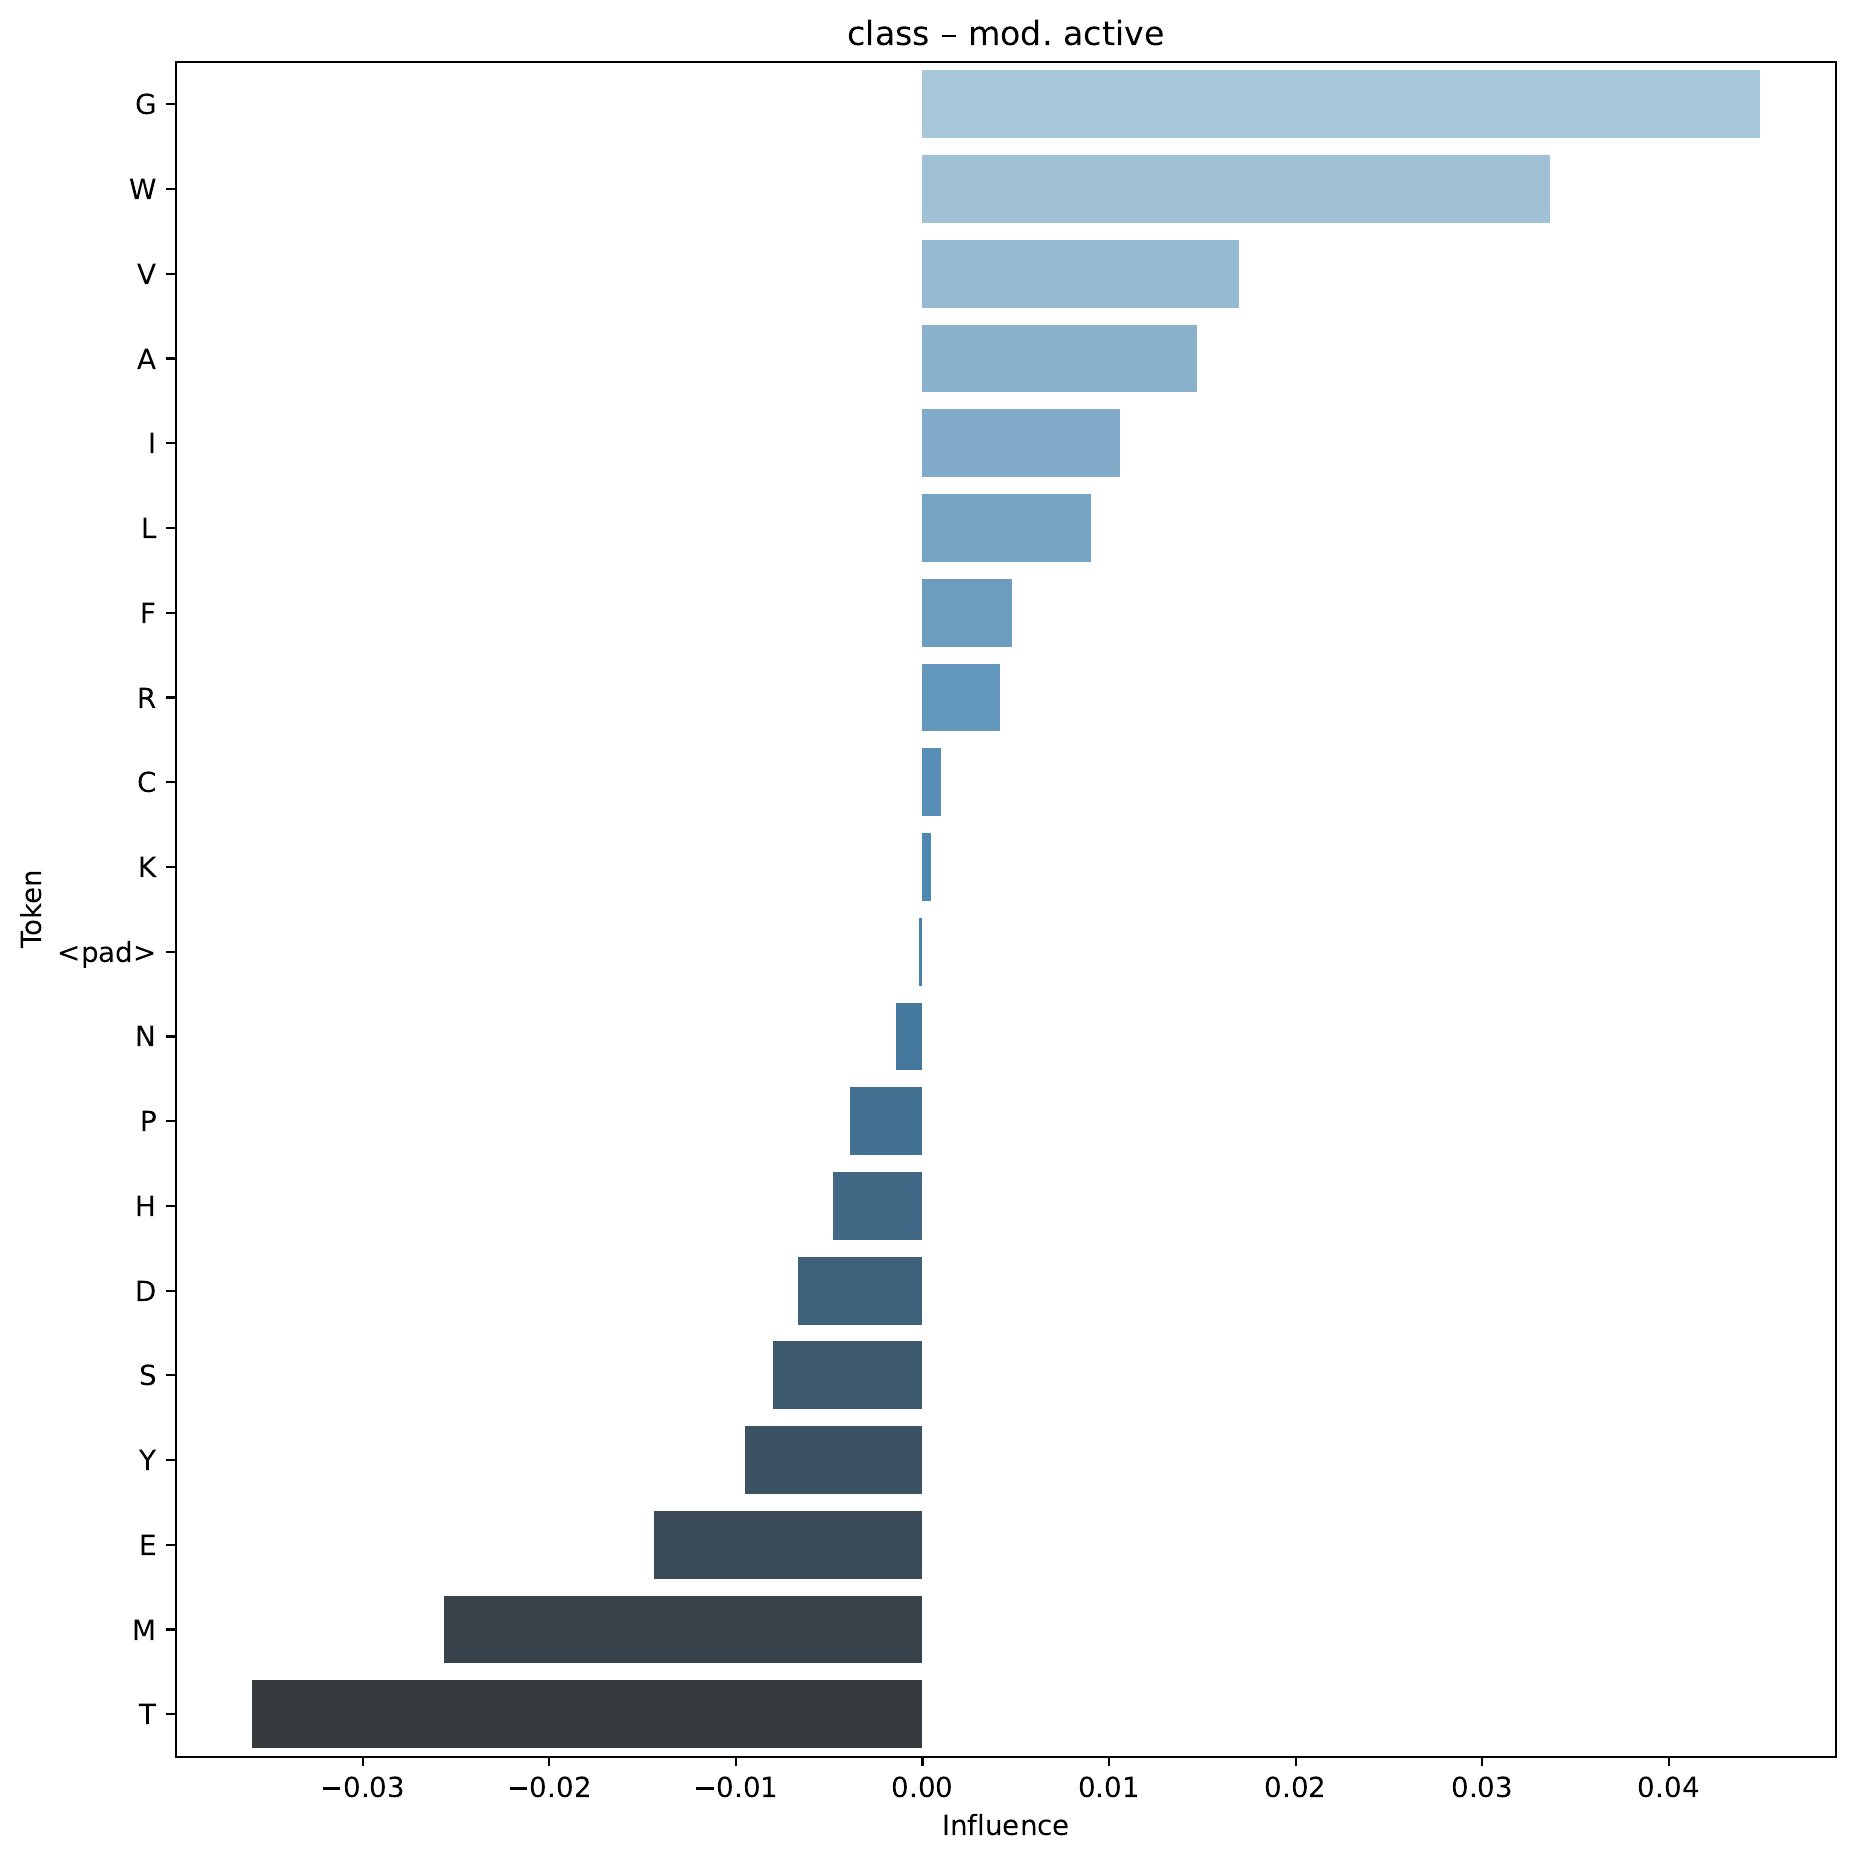 class – mod. active
G
W
V
A
I
L
F
R
C
K
<pad>
N
P
H
D
S
Y
E
M
T
Token
−0.03 −0.02 −0.01 0.00 0.01 0.02 0.03 0.04
Influence